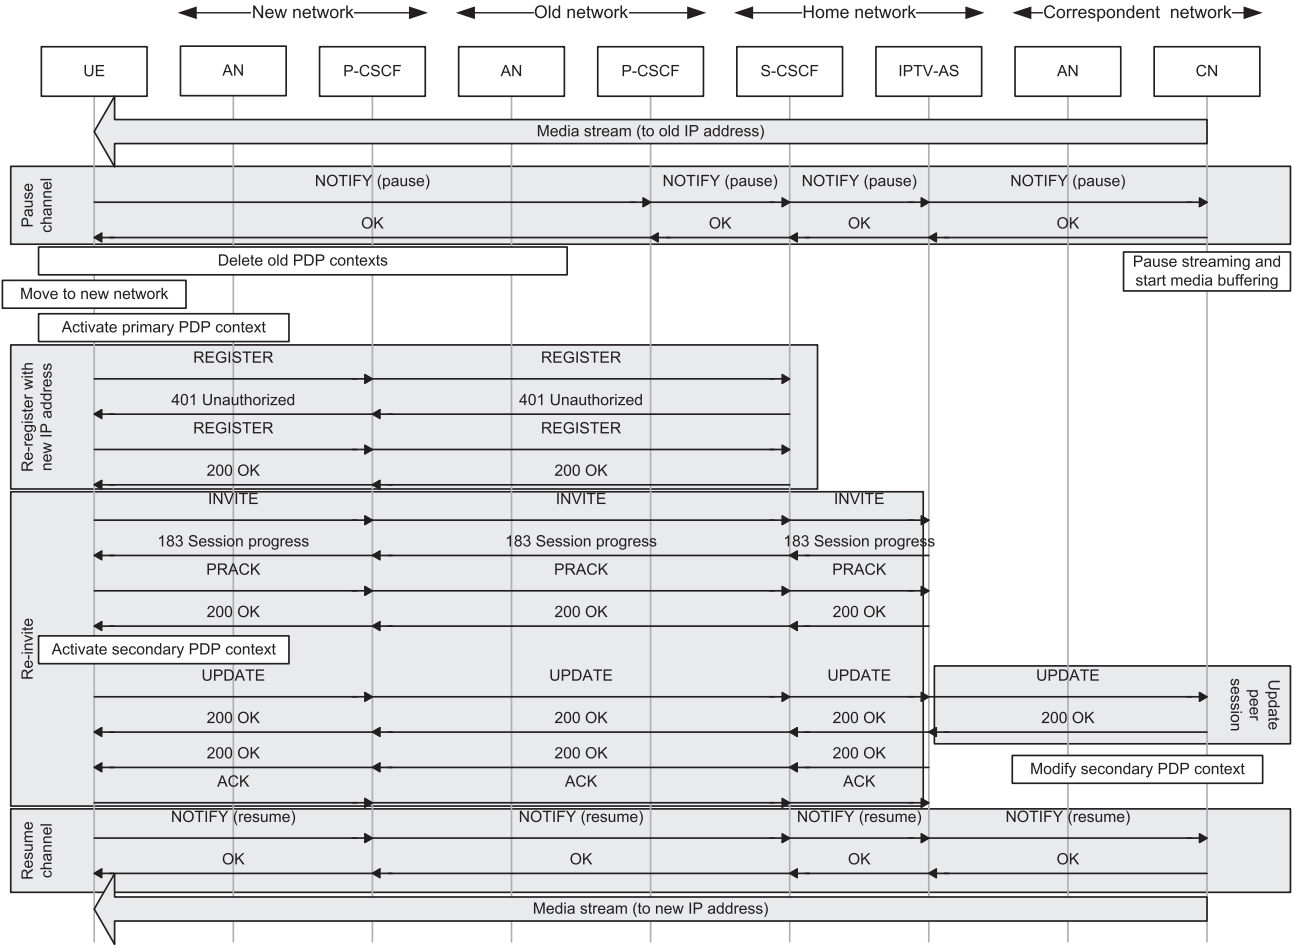 New network
Old network
Home network
Correspondent network
UE
AN
P-CSCF
AN
P-CSCF
S-CSCF
IPTV-AS
AN
CN
Media stream (to old IP address)
Pause
channel
NOTIFY (pause)
NOTIFY (pause)
NOTIFY (pause)
NOTIFY (pause)
OK
OK
OK
OK
Delete old PDP contexts
Pause streaming and
start media buffering
Move to new network
Activate primary PDP context
Re-register with
new IP address
REGISTER
REGISTER
401 Unauthorized
401 Unauthorized
REGISTER
REGISTER
200 OK
200 OK
Re-invite
INVITE
INVITE
INVITE
183 Session progress
183 Session progress
183 Session progress
PRACK
PRACK
PRACK
200 OK
200 OK
200 OK
Activate secondary PDP context
UPDATE
UPDATE
UPDATE
UPDATE
Update
peer
session
200 OK
200 OK
200 OK
200 OK
200 OK
200 OK
200 OK
Modify secondary PDP context
ACK
ACK
ACK
Resume
channel
NOTIFY (resume)
NOTIFY (resume)
NOTIFY (resume)
NOTIFY (resume)
OK
OK
OK
OK
Media stream (to new IP address)